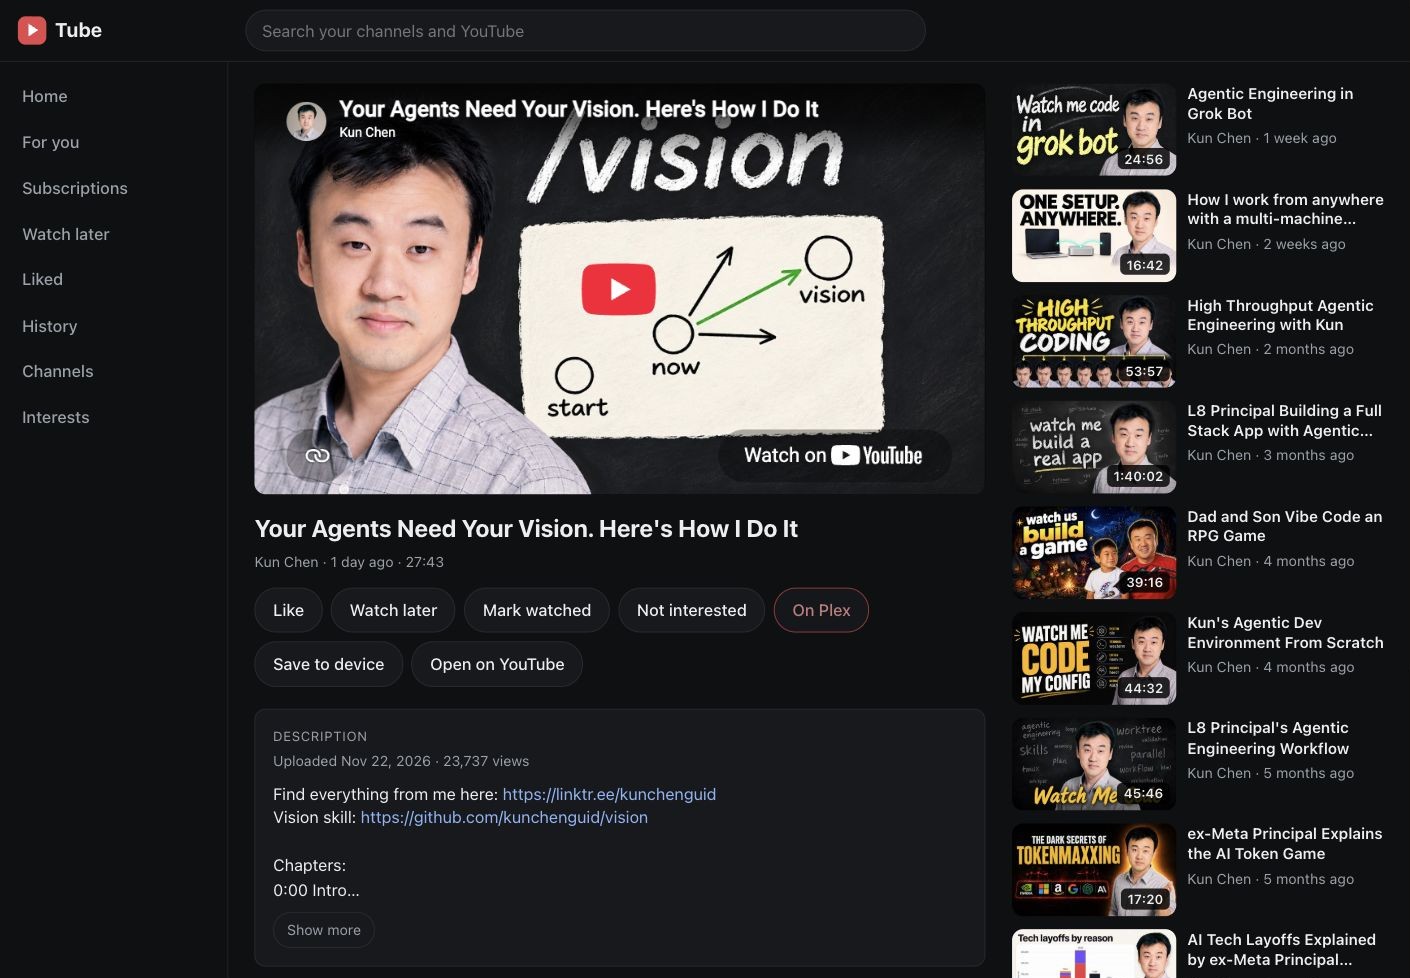 Tube
Search your channels and YouTube
Home
For you
Subscriptions
Watch later
Liked
History
Channels
Interests
Your Agents Need Your Vision. Here's How I Do It
Kun Chen
/vision
vision
now
start
Watch on YouTube
Your Agents Need Your Vision. Here's How I Do It
Kun Chen · 1 day ago · 27:43
Like
Watch later
Mark watched
Not interested
On Plex
Save to device
Open on YouTube
DESCRIPTION
Uploaded Nov 22, 2026 · 23,737 views
Find everything from me here: https://linktr.ee/kunchenguid
Vision skill: https://github.com/kunchenguid/vision
Chapters:
0:00 Intro...
Show more
Watch me code
in
grok bot
24:56
Agentic Engineering in
Grok Bot
Kun Chen · 1 week ago
ONE SETUP.
ANYWHERE.
16:42
How I work from anywhere
with a multi-machine...
Kun Chen · 2 weeks ago
HIGH
THROUGHPUT
CODING
53:57
High Throughput Agentic
Engineering with Kun
Kun Chen · 2 months ago
watch me
build a
real app
1:40:02
L8 Principal Building a Full
Stack App with Agentic...
Kun Chen · 3 months ago
watch us
build
a game
39:16
Dad and Son Vibe Code an
RPG Game
Kun Chen · 4 months ago
WATCH ME
CODE
MY CONFIG
44:32
Kun's Agentic Dev
Environment From Scratch
Kun Chen · 4 months ago
agentic
engineering
skills
plan
worktree
parallel
workflow
Watch Me
45:46
L8 Principal's Agentic
Engineering Workflow
Kun Chen · 5 months ago
THE DARK SECRETS OF
TOKENMAXXING
17:20
ex-Meta Principal Explains
the AI Token Game
Kun Chen · 5 months ago
Tech layoffs by reason
AI Tech Layoffs Explained
by ex-Meta Principal...